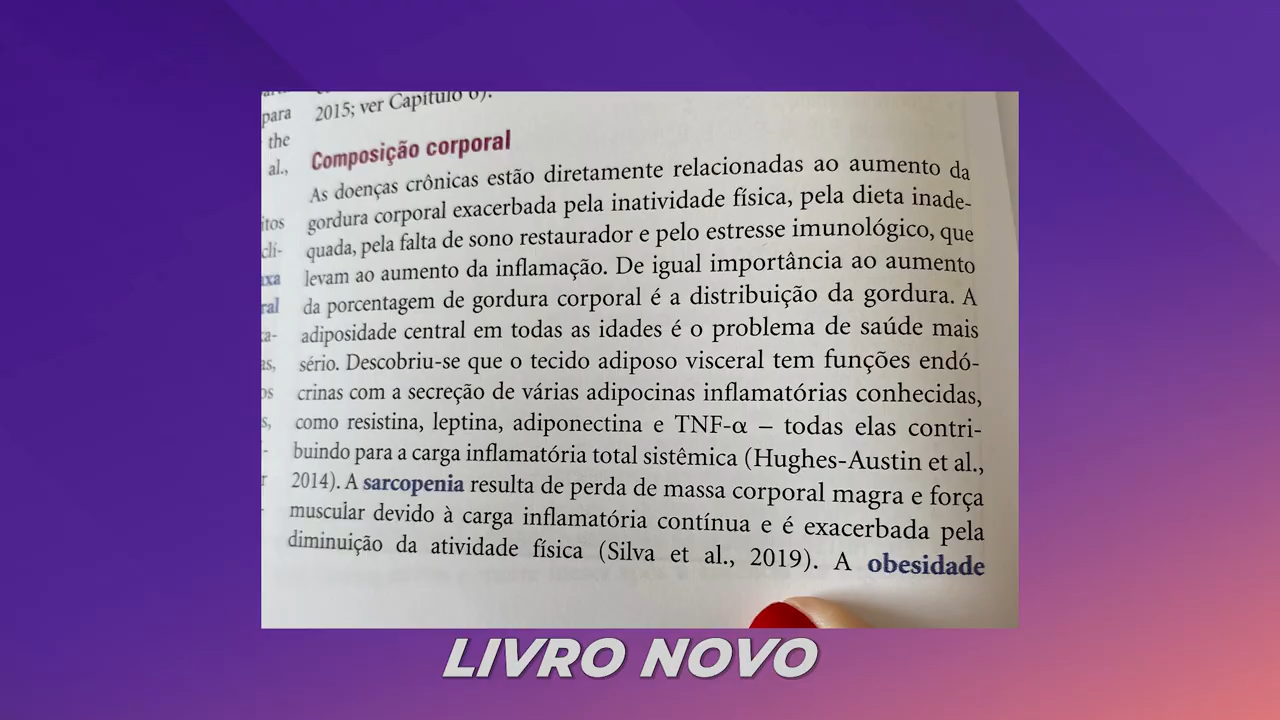 para
the
al.,
2015; ver Capítulo 6).
Composição corporal
As doenças crônicas estão diretamente relacionadas ao aumento da
gordura corporal exacerbada pela inatividade física, pela dieta inade-
quada, pela falta de sono restaurador e pelo estresse imunológico, que
levam ao aumento da inflamação. De igual importância ao aumento
da porcentagem de gordura corporal é a distribuição da gordura. A
adiposidade central em todas as idades é o problema de saúde mais
sério. Descobriu-se que o tecido adiposo visceral tem funções endó-
crinas com a secreção de várias adipocinas inflamatórias conhecidas,
como resistina, leptina, adiponectina e TNF-α – todas elas contri-
buindo para a carga inflamatória total sistêmica (Hughes-Austin et al.,
2014). A sarcopenia resulta de perda de massa corporal magra e força
muscular devido à carga inflamatória contínua e é exacerbada pela
diminuição da atividade física (Silva et al., 2019). A obesidade
LIVRO NOVO